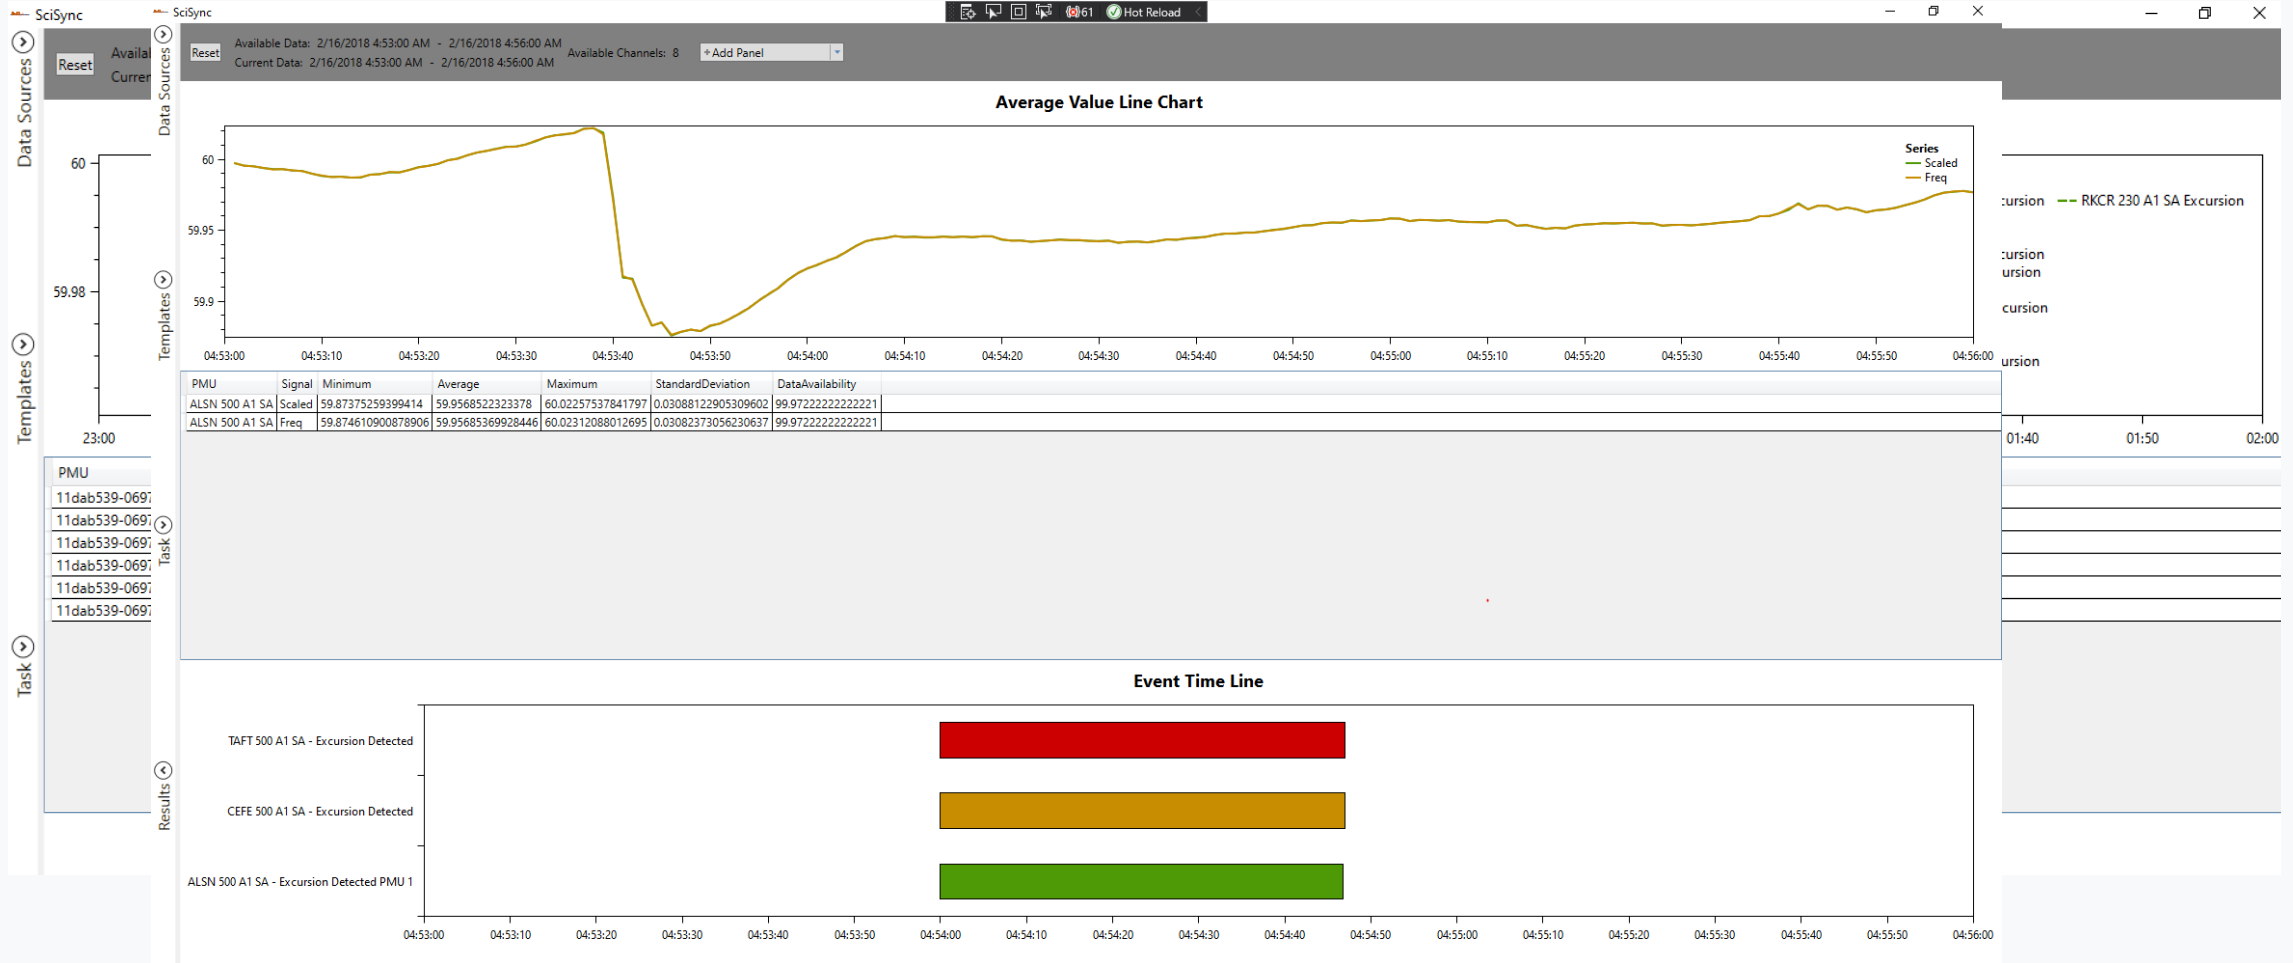 SciSync
Data Sources
Reset
60
59.98
23:00
Templates
PMU
11dab539-0697
11dab539-0697
11dab539-0697
11dab539-0697
11dab539-0697
11dab539-0697
Task
SciSync
61 Hot Reload
Data Sources
Templates
Task
Results
Reset
Available Data: 2/16/2018 4:53:00 AM - 2/16/2018 4:56:00 AM
Current Data: 2/16/2018 4:53:00 AM - 2/16/2018 4:56:00 AM
Available Channels: 8
+Add Panel
Average Value Line Chart
60
59.95
59.9
Series
Scaled
Freq
04:53:00 04:53:10 04:53:20 04:53:30 04:53:40 04:53:50 04:54:00 04:54:10 04:54:20 04:54:30 04:54:40 04:54:50 04:55:00 04:55:10 04:55:20 04:55:30 04:55:40 04:55:50 04:56:00
PMU Signal Minimum Average Maximum StandardDeviation DataAvailability
ALSN 500 A1 SA Scaled 59.87375259399414 59.9568522323378 60.02257537841797 0.03088122905309602 99.97222222222221
ALSN 500 A1 SA Freq 59.874610900878906 59.95685369928446 60.02312088012695 0.03082373056230637 99.97222222222221
Event Time Line
TAFT 500 A1 SA - Excursion Detected
CEFE 500 A1 SA - Excursion Detected
ALSN 500 A1 SA - Excursion Detected PMU 1
04:53:00 04:53:10 04:53:20 04:53:30 04:53:40 04:53:50 04:54:00 04:54:10 04:54:20 04:54:30 04:54:40 04:54:50 04:55:00 04:55:10 04:55:20 04:55:30 04:55:40 04:55:50 04:56:00
RKCR 230 A1 SA Excursion
01:40 01:50 02:00